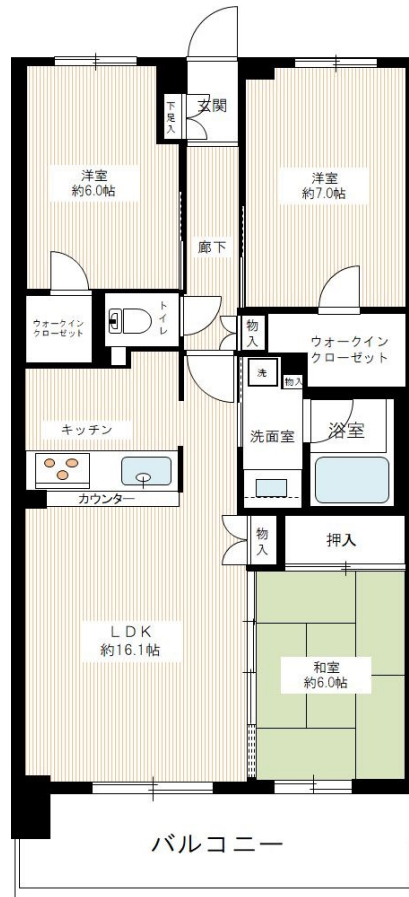 下足入
玄関
洋室
約6.0帖
洋室
約7.0帖
廊下
トイレ
物入
ウォークイン
クローゼット
ウォークイン
クローゼット
洗
物入
キッチン
洗面室
浴室
カウンター
物入
押入
LDK
約16.1帖
和室
約6.0帖
バルコニー